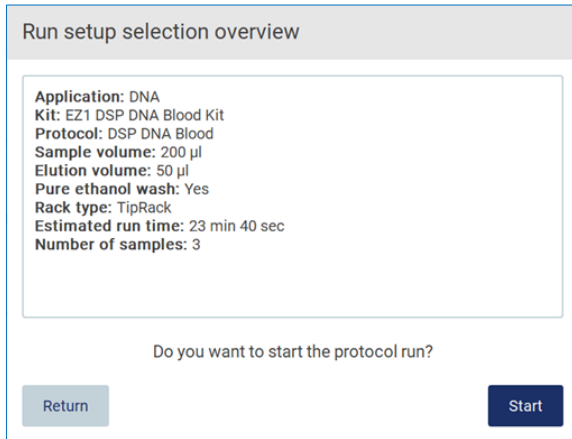 Run setup selection overview
Application: DNA
Kit: EZ1 DSP DNA Blood Kit
Protocol: DSP DNA Blood
Sample volume: 200 µl
Elution volume: 50 µl
Pure ethanol wash: Yes
Rack type: TipRack
Estimated run time: 23 min 40 sec
Number of samples: 3
Do you want to start the protocol run?
Return
Start